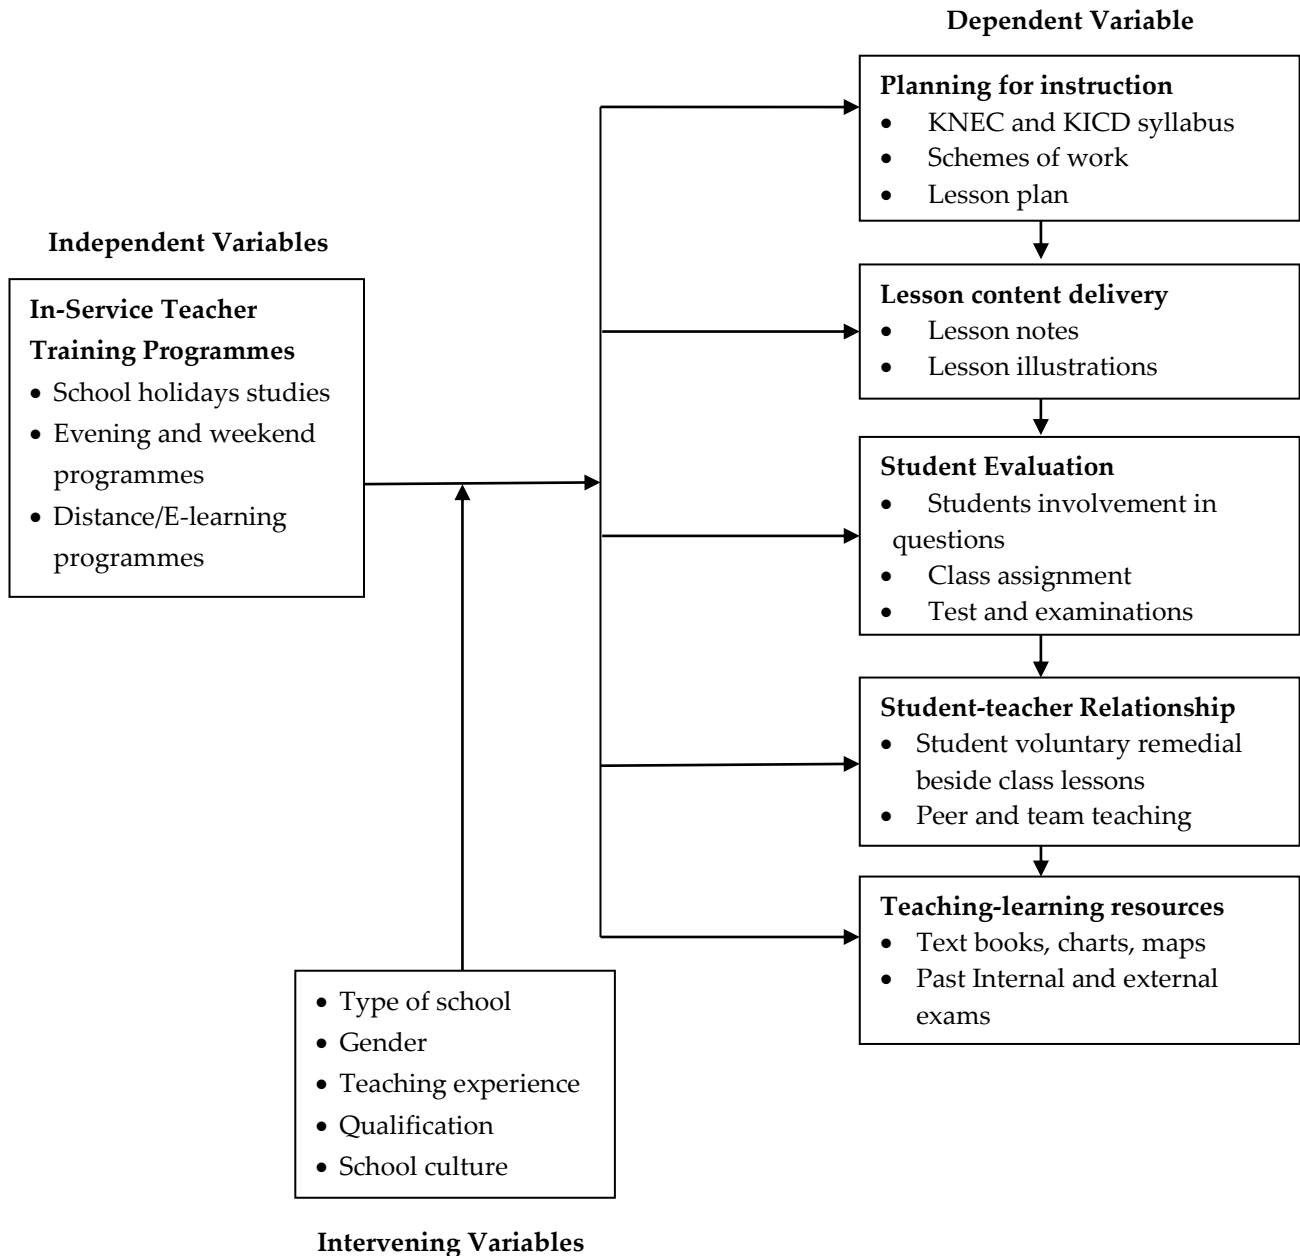 Dependent Variable
Planning for instruction
• KNEC and KICD syllabus
• Schemes of work
• Lesson plan
Independent Variables
In-Service Teacher
Training Programmes
• School holidays studies
• Evening and weekend
programmes
• Distance/E-learning
programmes
Lesson content delivery
• Lesson notes
• Lesson illustrations
Student Evaluation
• Students involvement in
questions
• Class assignment
• Test and examinations
Student-teacher Relationship
• Student voluntary remedial
beside class lessons
• Peer and team teaching
Teaching-learning resources
• Text books, charts, maps
• Past Internal and external
exams
• Type of school
• Gender
• Teaching experience
• Qualification
• School culture
Intervening Variables